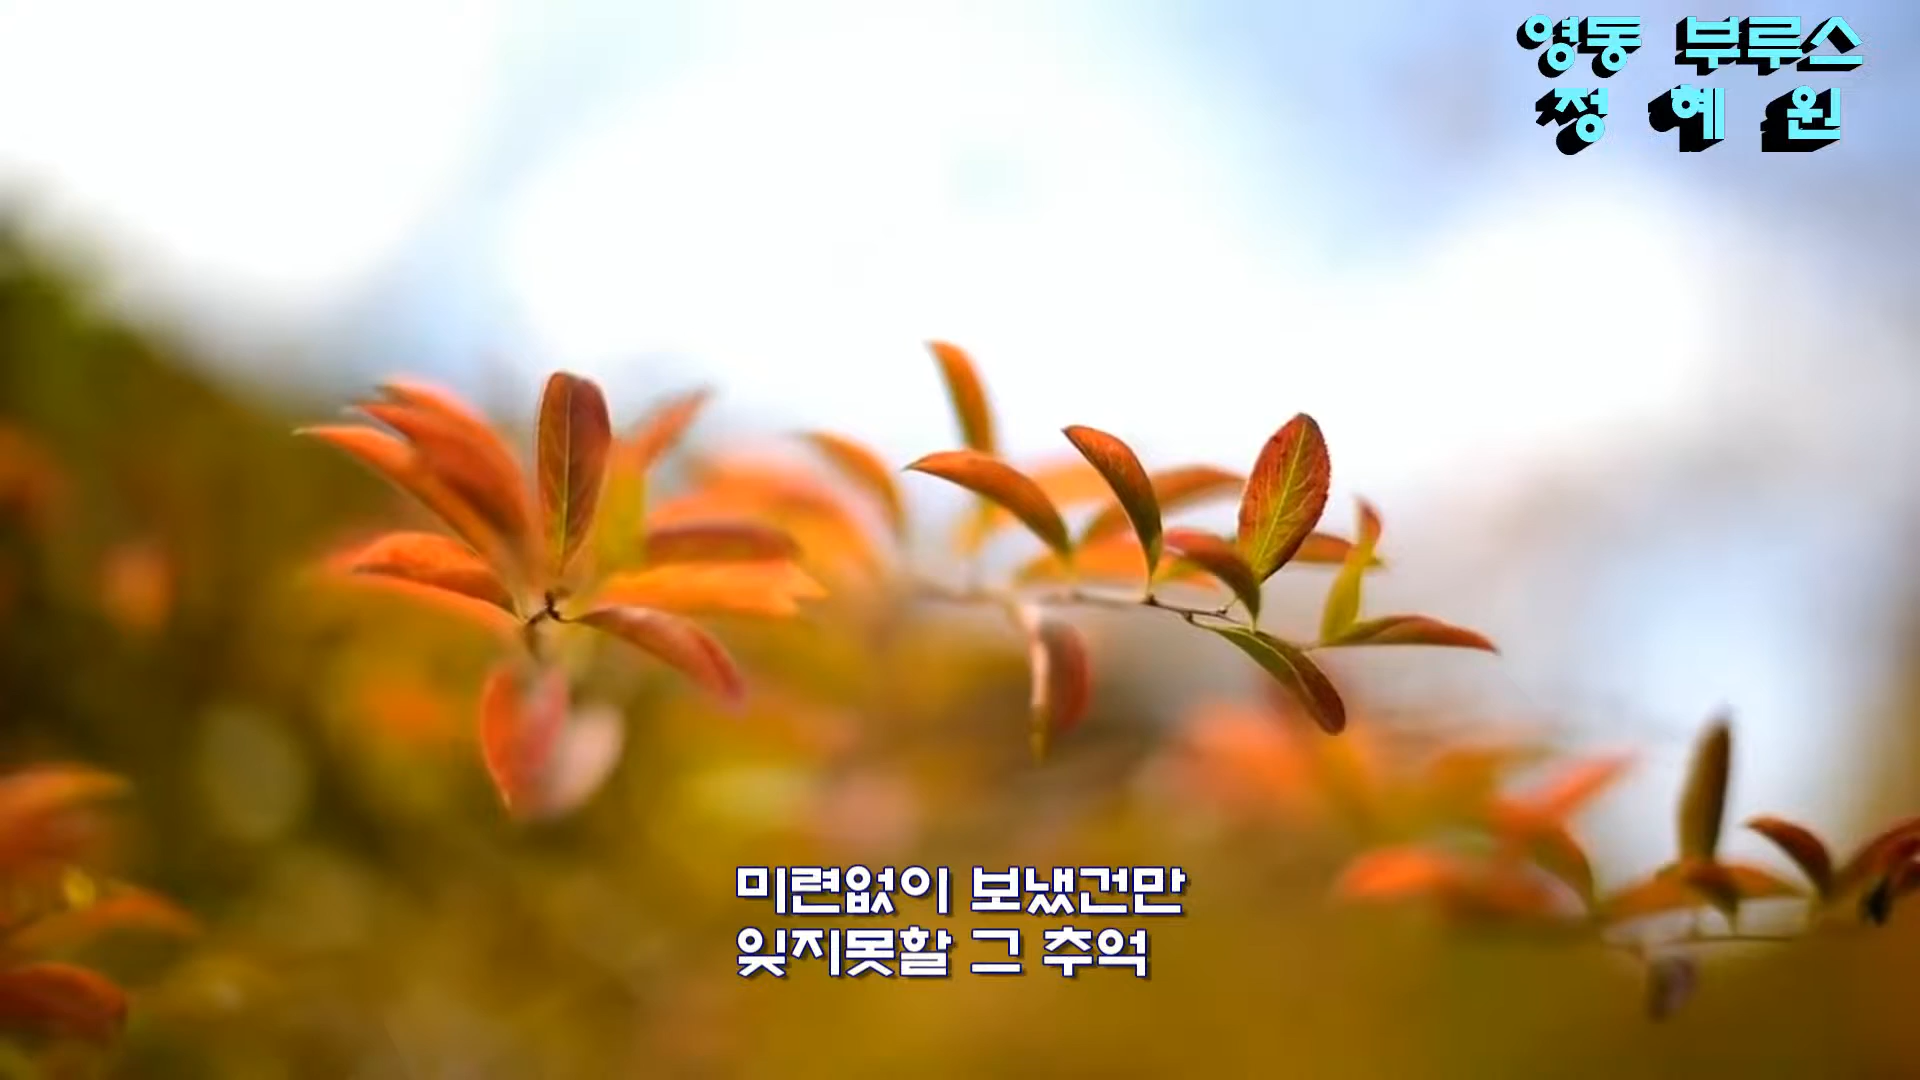 영동 부루스
정 혜 원
미련없이 보냈건만
잊지못할 그 추억